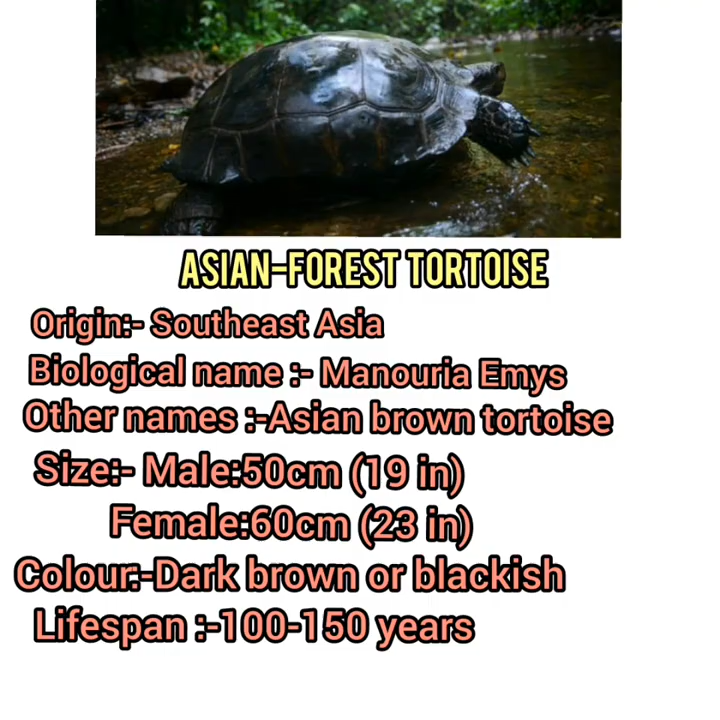 ASIAN-FOREST TORTOISE
Origin:- Southeast Asia
Biological name :- Manouria Emys
Other names :-Asian brown tortoise
Size:- Male:50cm (19 in)
Female:60cm (23 in)
Colour:-Dark brown or blackish
Lifespan :-100-150 years